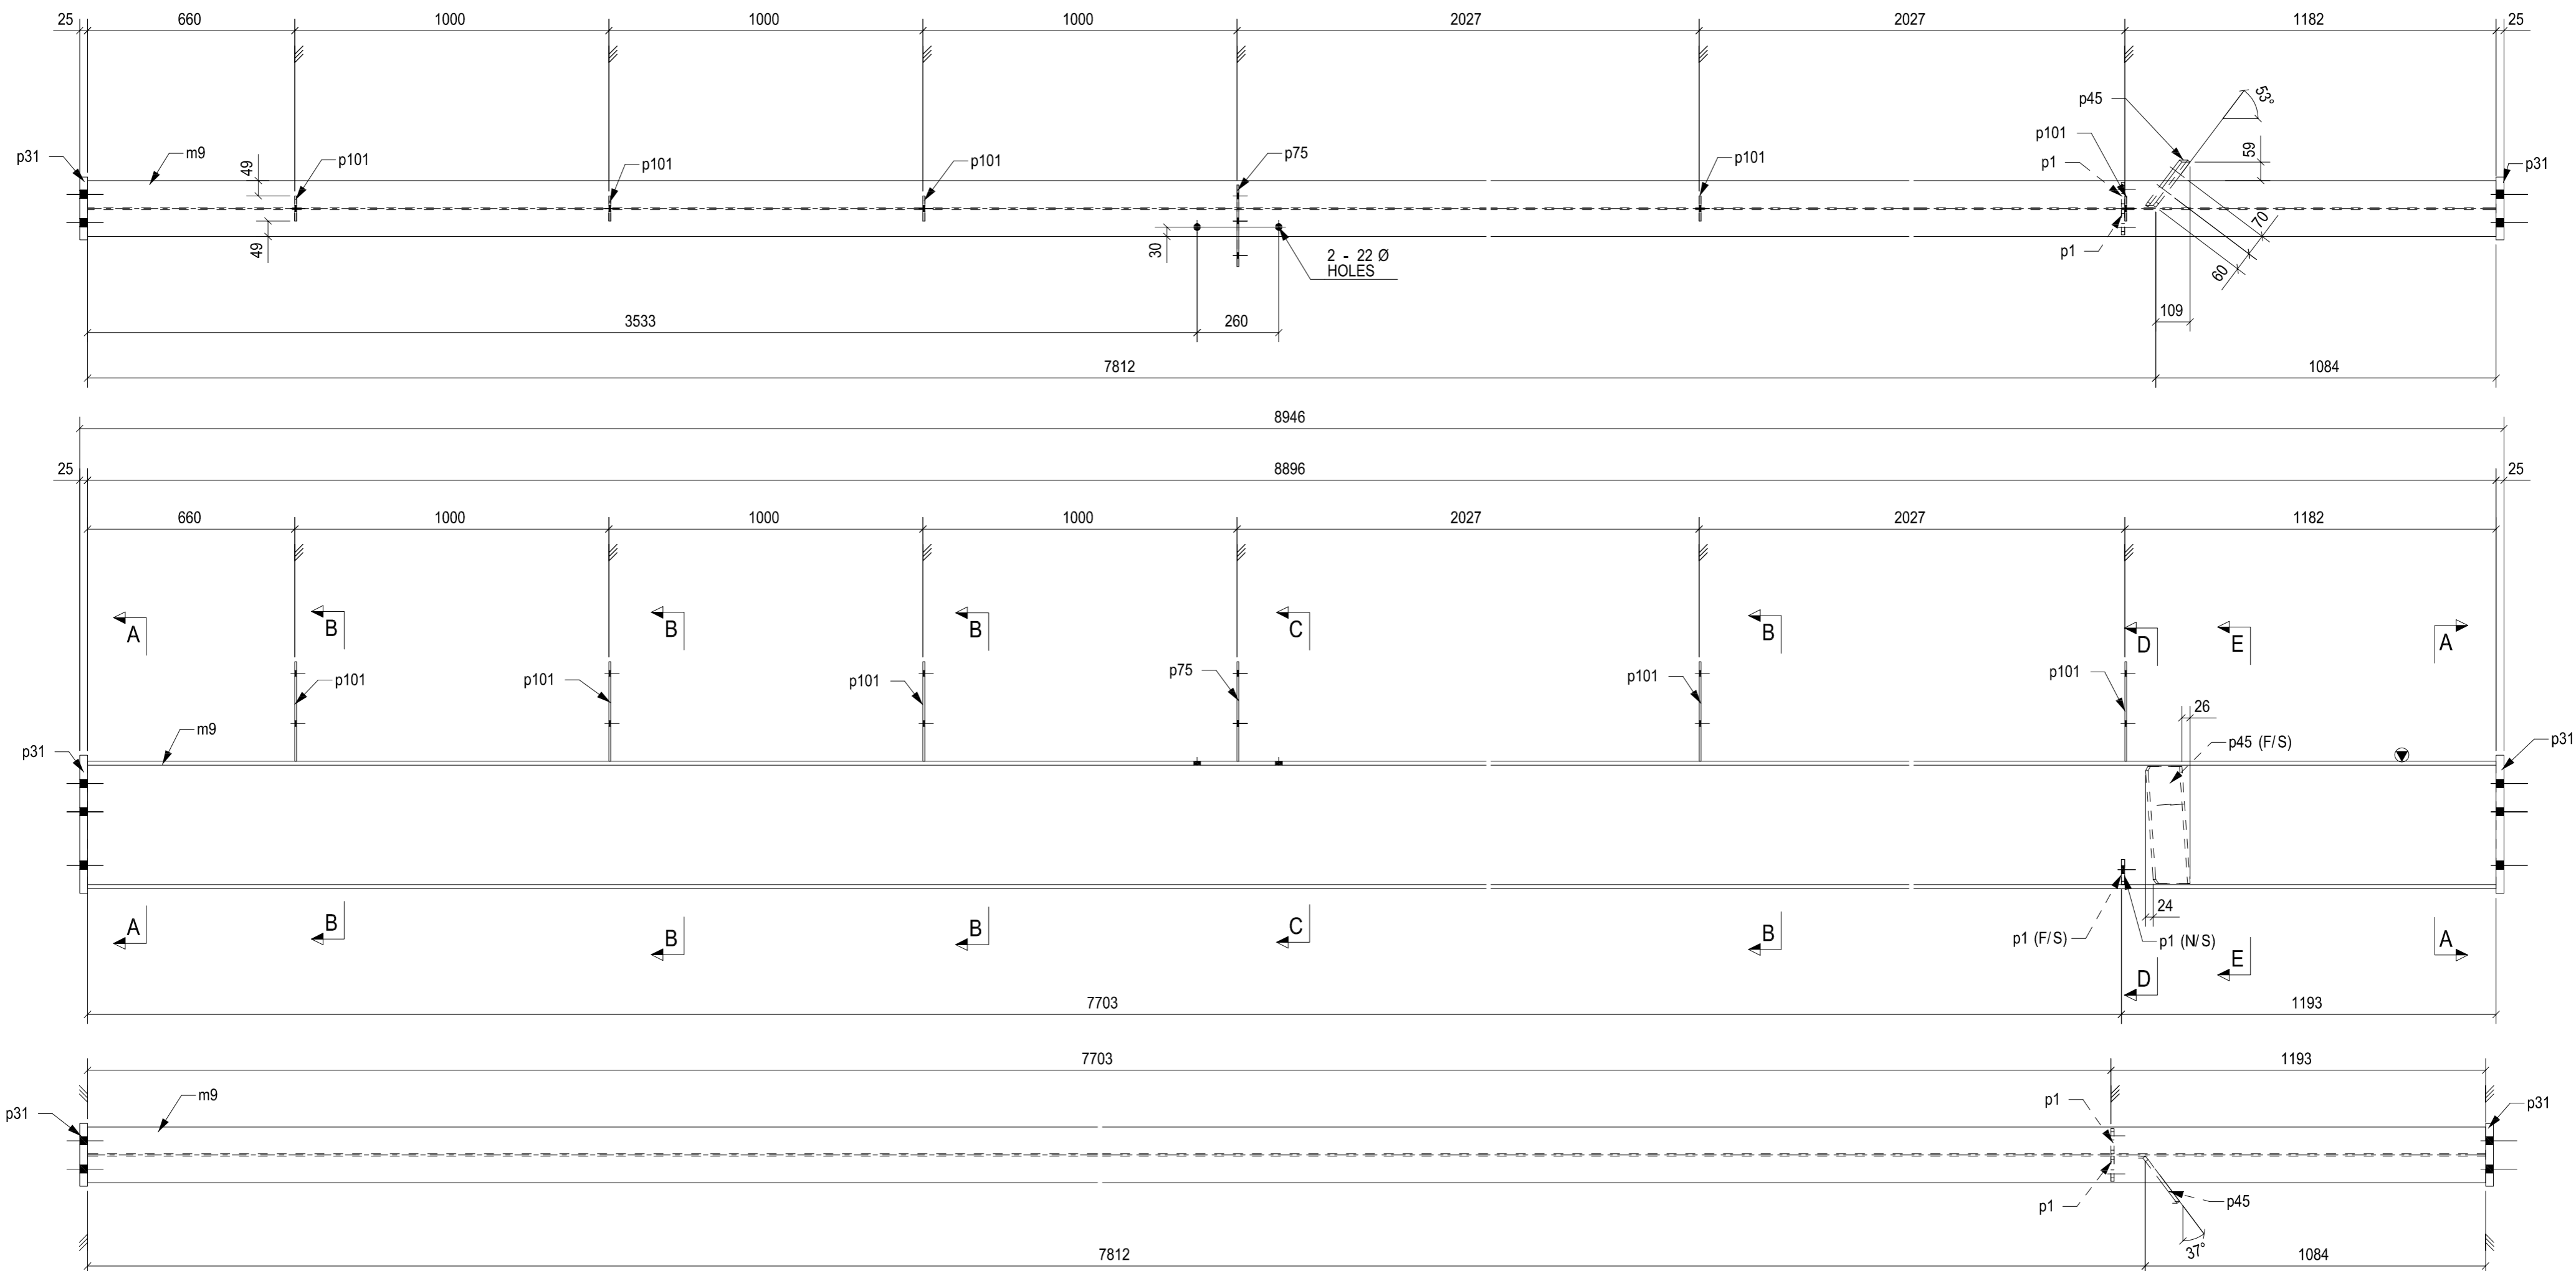 25 660 1000 1000 1000 2027 2027 1182 25
53°
p45
p101
p1
59
p31 m9 49 p101 p101 p101 p75 p101 p31
49 30 2 - 22 Ø
HOLES
p1 70
60
109
3533 260
7812 1084
8946
25 8896 25
660 1000 1000 1000 2027 2027 1182
A B B B C B D E A
p101 p101 p101 p75 p101 p101
26
m9 p45 (F/S)
p31 p31
24
A B B B C B p1 (F/S) p1 (N/S) E A
D
7703 1193
7703 1193
m9 p1
p31 p31
p1 p45
37°
7812 1084